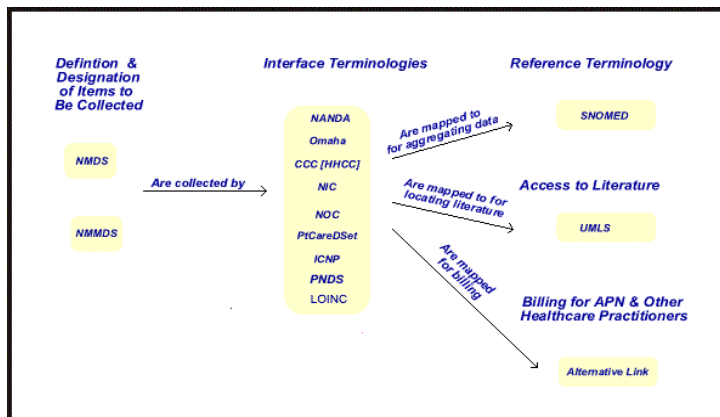 Defintion &
Designation
of Items to
Be Collected
NMDS
NMMDS
Are collected by
Interface Terminologies
NANDA
Omaha
CCC [HHCC]
NIC
NOC
PtCareDSet
ICNP
PNDS
LOINC
Are mapped to
for aggregating data
Are mapped to for
locating literature
Are mapped
for billing
Reference Terminology
SNOMED
Access to Literature
UMLS
Billing for APN & Other
Healthcare Practitioners
Alternative Link